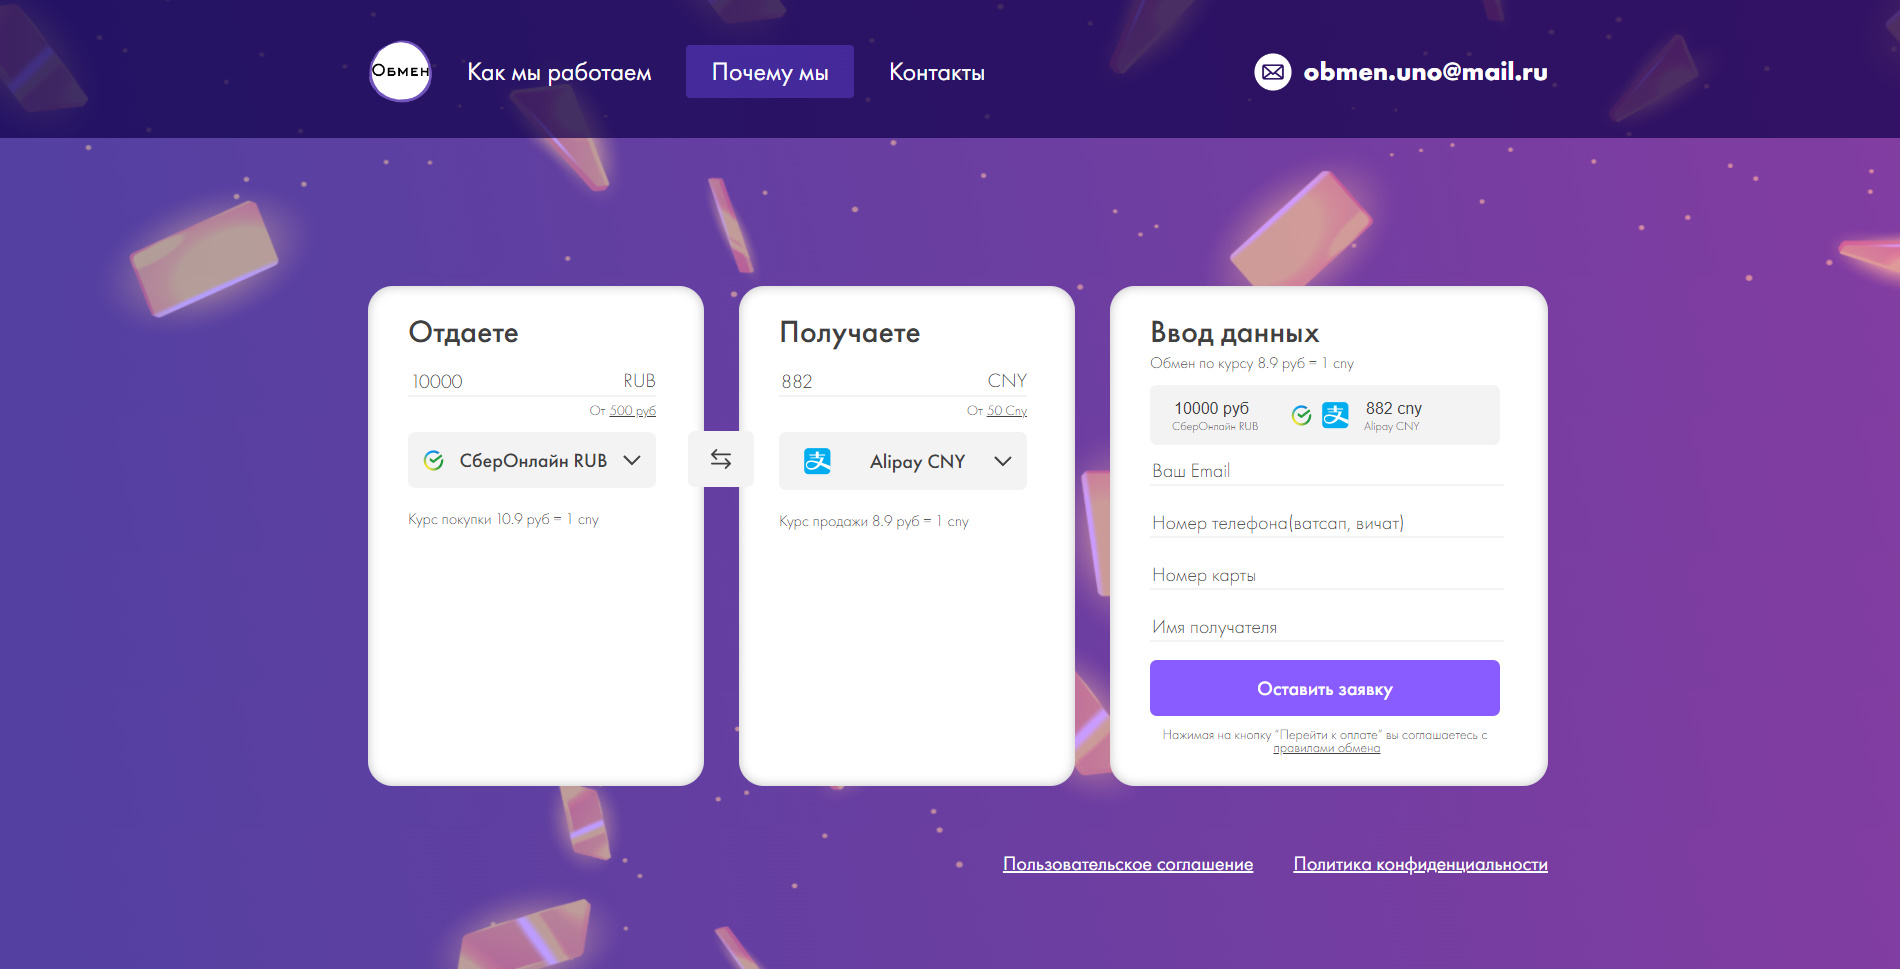 Обмен
Как мы работаем
Почему мы
Контакты
obmen.uno@mail.ru
Отдаете
10000 RUB
От 500 руб
СберОнлайн RUB
Курс покупки 10.9 руб = 1 cny
Получаете
882 CNY
От 50 Cny
Alipay CNY
Курс продажи 8.9 руб = 1 cny
Ввод данных
Обмен по курсу 8.9 руб = 1 cny
10000 руб
СберОнлайн RUB
支
882 cny
Alipay CNY
Ваш Email
Номер телефона(ватсап, вичат)
Номер карты
Имя получателя
Оставить заявку
Нажимая на кнопку “Перейти к оплате” вы соглашаетесь с
правилами обмена
Пользовательское соглашение
Политика конфиденциальности